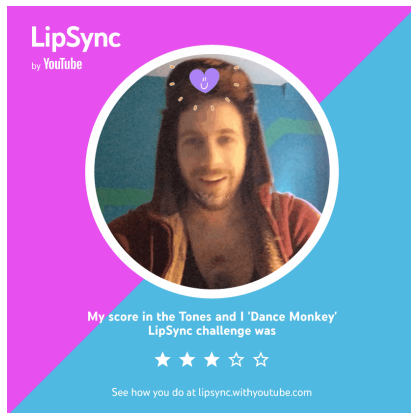 LipSync
by YouTube
My score in the Tones and I 'Dance Monkey'
LipSync challenge was
See how you do at lipsync.withyoutube.com